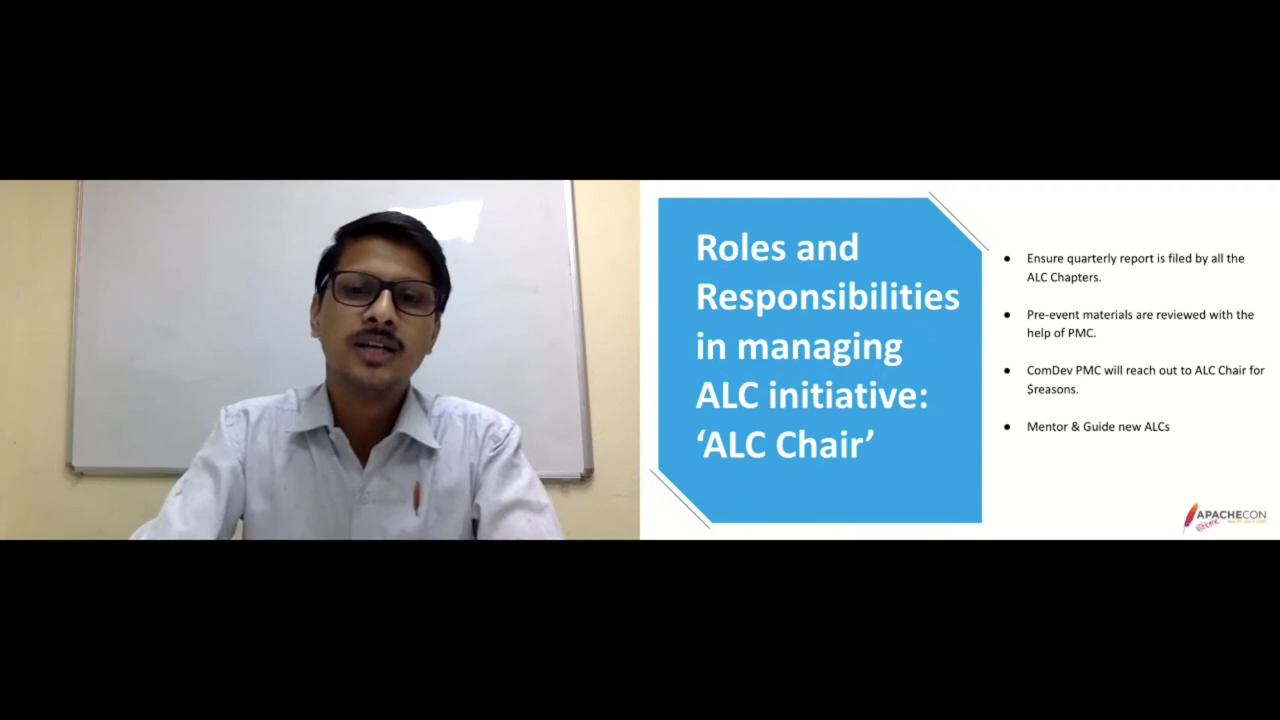 Roles and
Responsibilities
in managing
ALC initiative:
‘ALC Chair’
● Ensure quarterly report is filed by all the
ALC Chapters.
● Pre-event materials are reviewed with the
help of PMC.
● ComDev PMC will reach out to ALC Chair for
$reasons.
● Mentor & Guide new ALCs
APACHECON
@Home